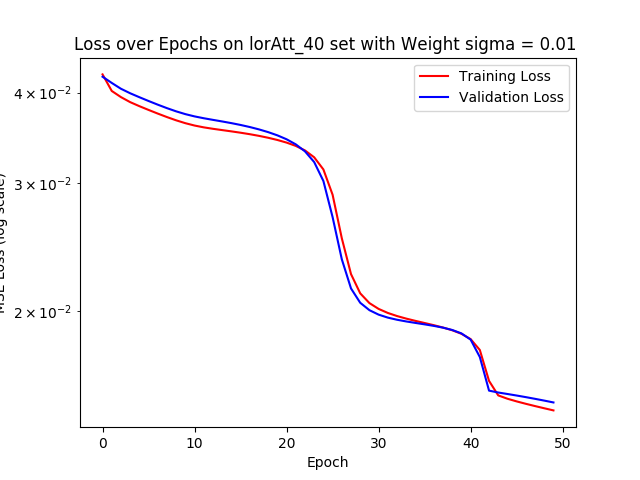 Loss over Epochs on lorAtt_40 set with Weight sigma = 0.01
Training Loss
Validation Loss
4 × 10⁻²
3 × 10⁻²
2 × 10⁻²
MSE Loss (log scale)
0 10 20 30 40 50
Epoch